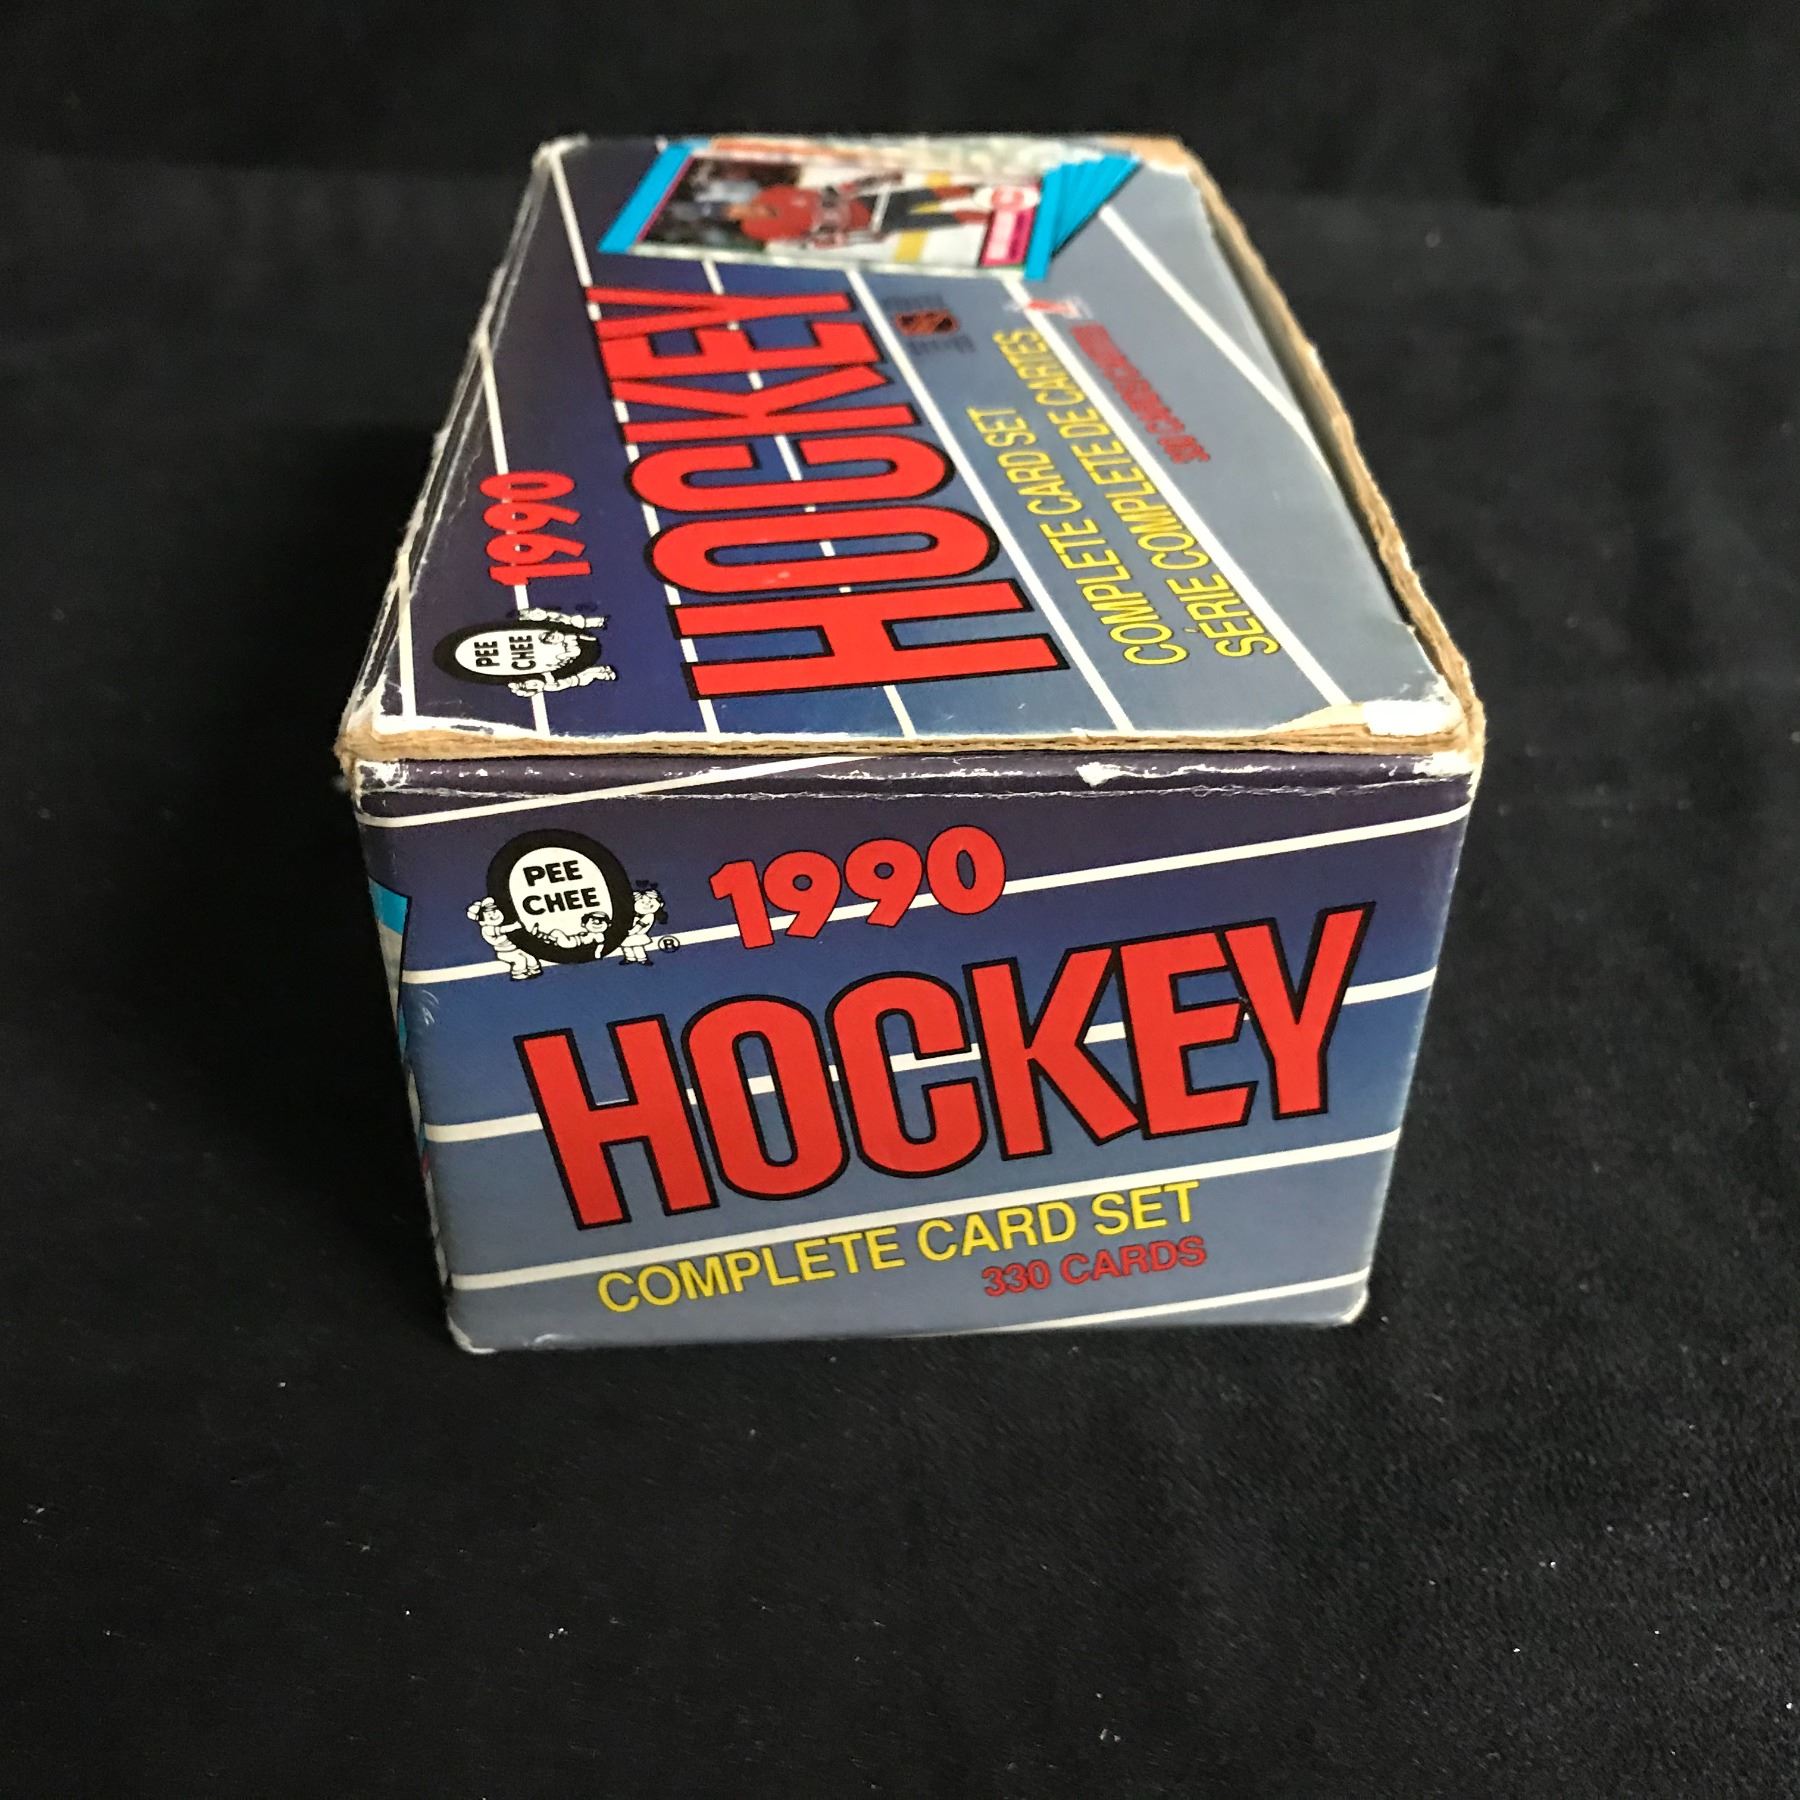 1990
O PEE CHEE
HOCKEY
COMPLETE CARD SET
SÉRIE COMPLETE DE CARTES
O PEE CHEE ®
1990
HOCKEY
COMPLETE CARD SET
330 CARDS